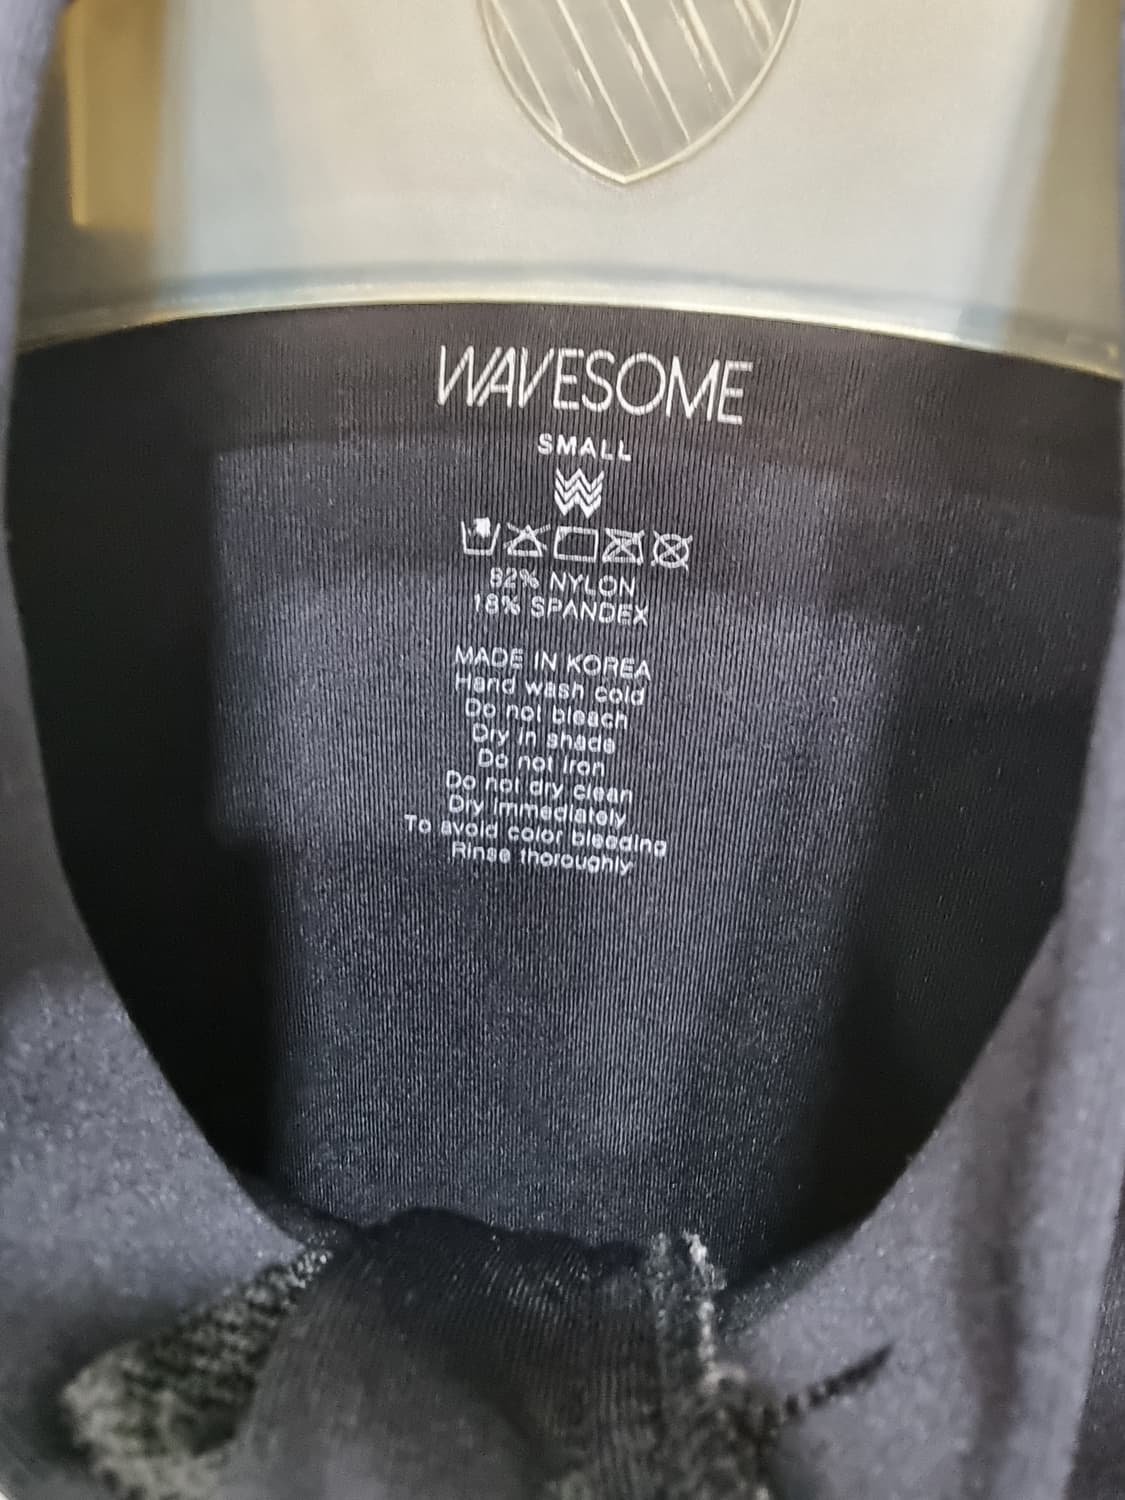 WAVESOME
SMALL
82% NYLON
18% SPANDEX
MADE IN KOREA
Hand wash cold
Do not bleach
Dry in shade
Do not iron
Do not dry clean
Dry immediately
To avoid color bleeding
Rinse thoroughly